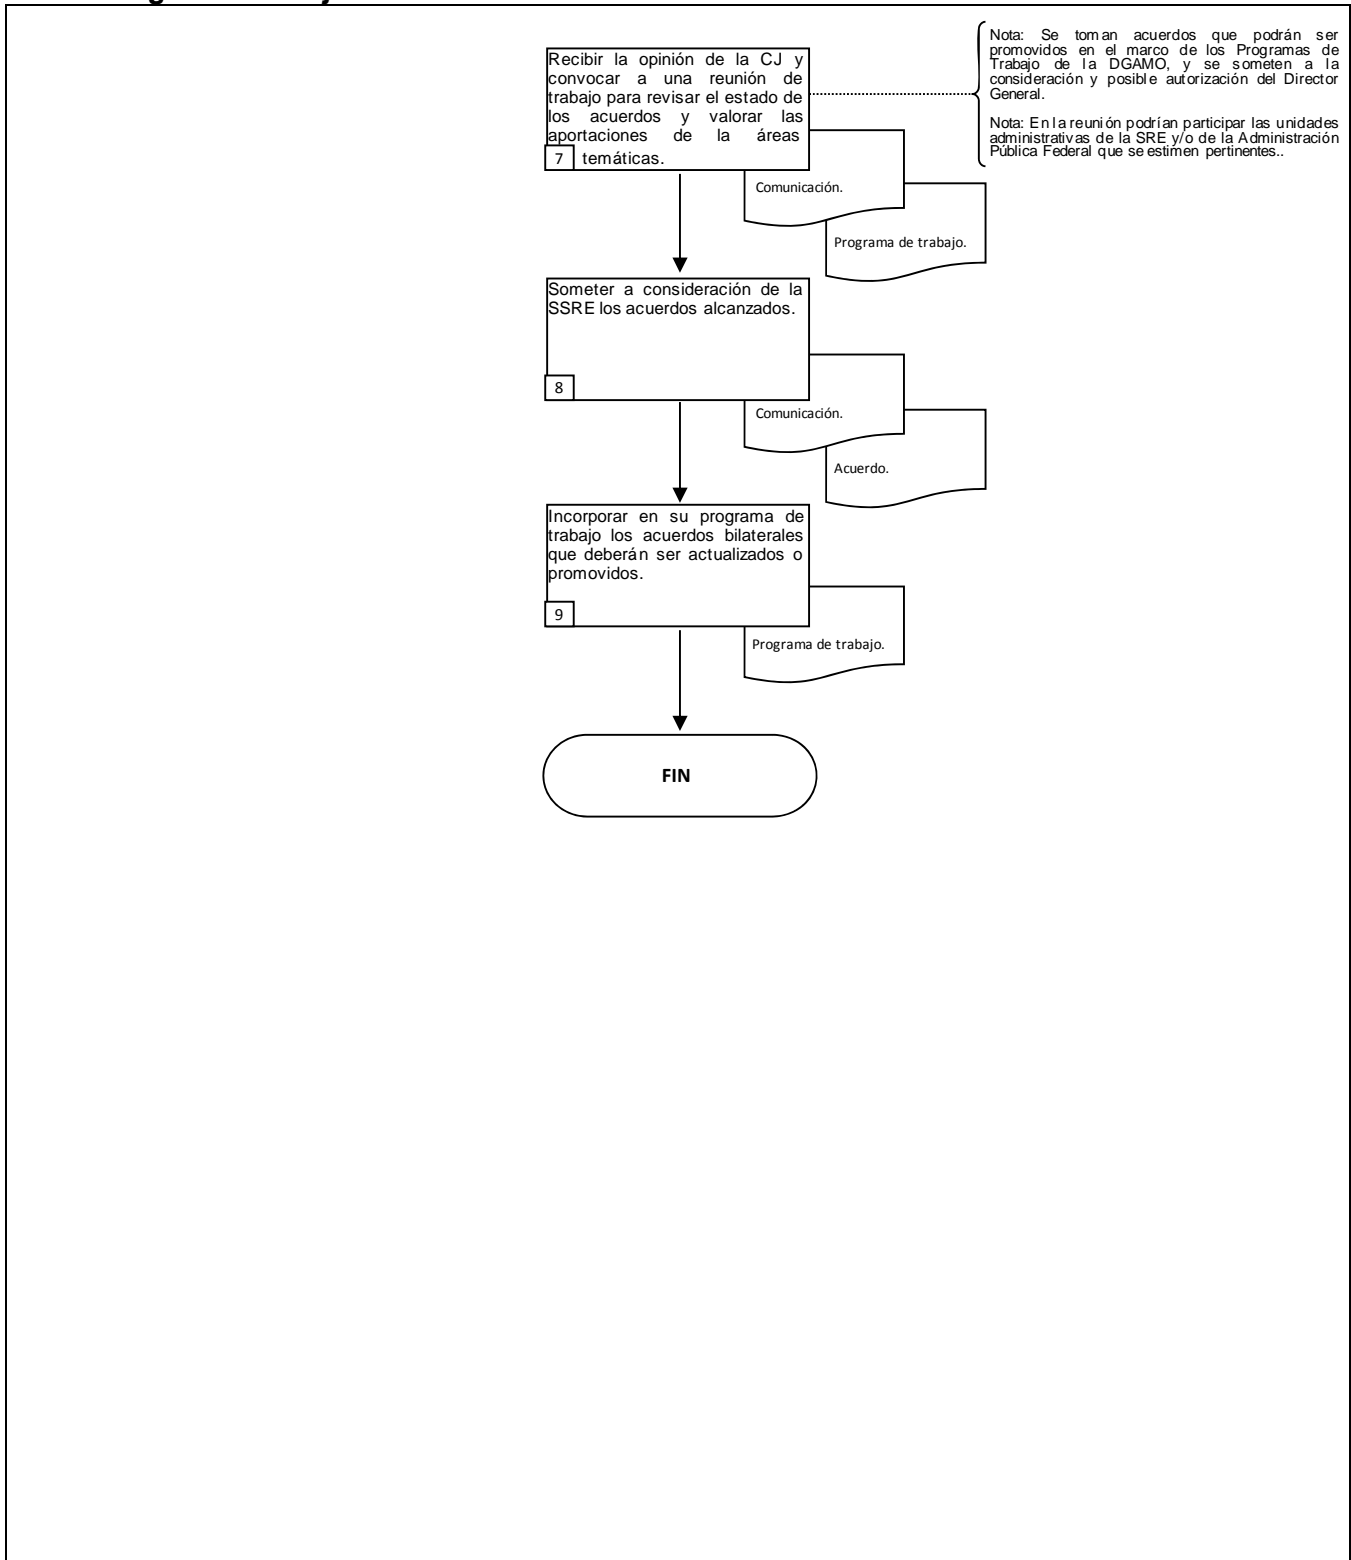 Recibir la opinión de la CJ y
convocar a una reunión de
trabajo para revisar el estado de
los acuerdos y valorar las
aportaciones de la áreas
7 temáticas.
Nota: Se toman acuerdos que podrán ser
promovidos en el marco de los Programas de
Trabajo de la DGAMO, y se someten a la
consideración y posible autorización del Director
General.
Nota: En la reunión podrían participar las unidades
administrativas de la SRE y/o de la Administración
Pública Federal que se estimen pertinentes..
Comunicación.
Programa de trabajo.
Someter a consideración de la
SSRE los acuerdos alcanzados.
8
Comunicación.
Acuerdo.
Incorporar en su programa de
trabajo los acuerdos bilaterales
que deberán ser actualizados o
promovidos.
9
Programa de trabajo.
FIN